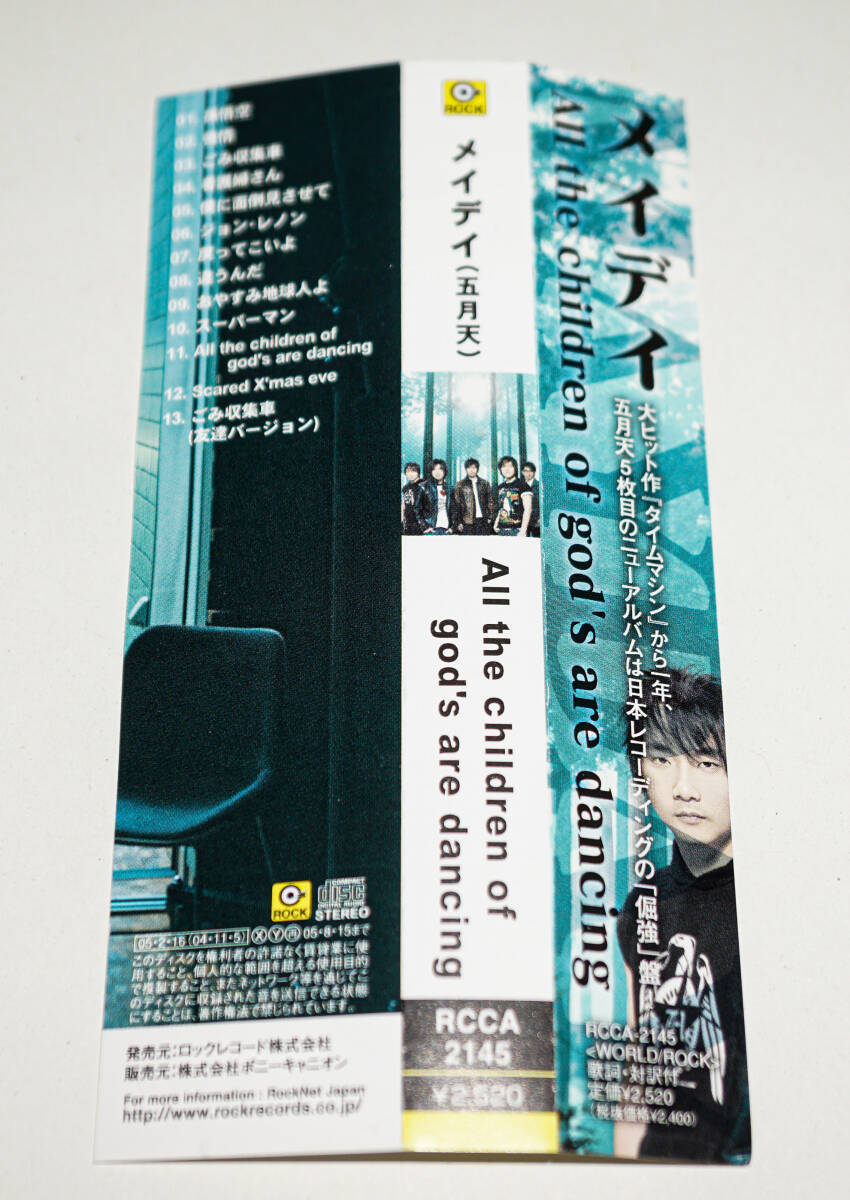 01. 孫悟空
02.
03. ごみ収集車
04. 看護婦さん
05. 僕に面倒見させて
06. ジョン・レノン
07. 戻ってこいよ
08. 違うんだ
09. おやすみ地球人よ
10. スーパーマン
11. All the children of
god's are dancing
12. Scared X'mas eve
13. ごみ収集車
(友達バージョン)
ROCK
COMPACT
disc
DIGITAL AUDIO
STEREO
05・2・16 (04・11・5) Ⓧ Ⓨ ㊢ 05・8・15まで
このディスクを権利者の許諾なく賃貸業に使
用すること、個人的な範囲を超える使用目的
で複製すること、またネットワーク等を通じてこ
のディスクに収録された音を送信できる状態
にすることは、著作権法で禁じられています。
発売元:ロックレコード株式会社
販売元:株式会社ポニーキャニオン
For more information : RockNet Japan
http://www.rockrecords.co.jp/
ROCK
メイデイ(五月天)
All the children of
god's are dancing
RCCA
2145
¥2,520
メイデイ
All the children of god's are dancing
大ヒット作『タイムマシン』から一年、
五月天5枚目のニューアルバムは日本レコーディングの「倔強」盤!!
RCCA-2145
<WORLD/ROCK>
歌詞・対訳付
定価¥2,520
(税抜価格¥2,400)